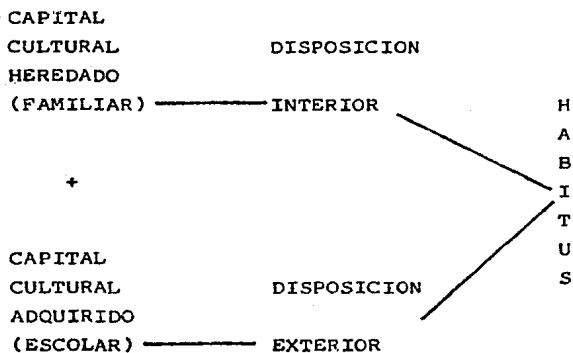 CAPITAL
CULTURAL
HEREDADO
(FAMILIAR)
DISPOSICION
INTERIOR
+
CAPITAL
CULTURAL
ADQUIRIDO
(ESCOLAR)
DISPOSICION
EXTERIOR
H
A
B
I
T
U
S